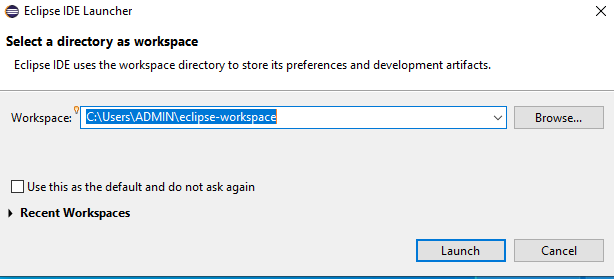 Eclipse IDE Launcher
Select a directory as workspace
Eclipse IDE uses the workspace directory to store its preferences and development artifacts.
Workspace: C:\Users\ADMIN\eclipse-workspace Browse...
Use this as the default and do not ask again
Recent Workspaces
Launch Cancel